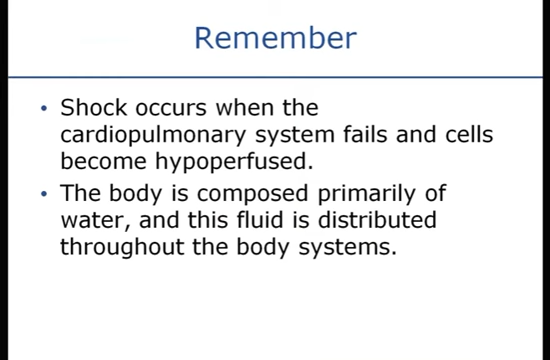 Remember
• Shock occurs when the
cardiopulmonary system fails and cells
become hypoperfused.
• The body is composed primarily of
water, and this fluid is distributed
throughout the body systems.